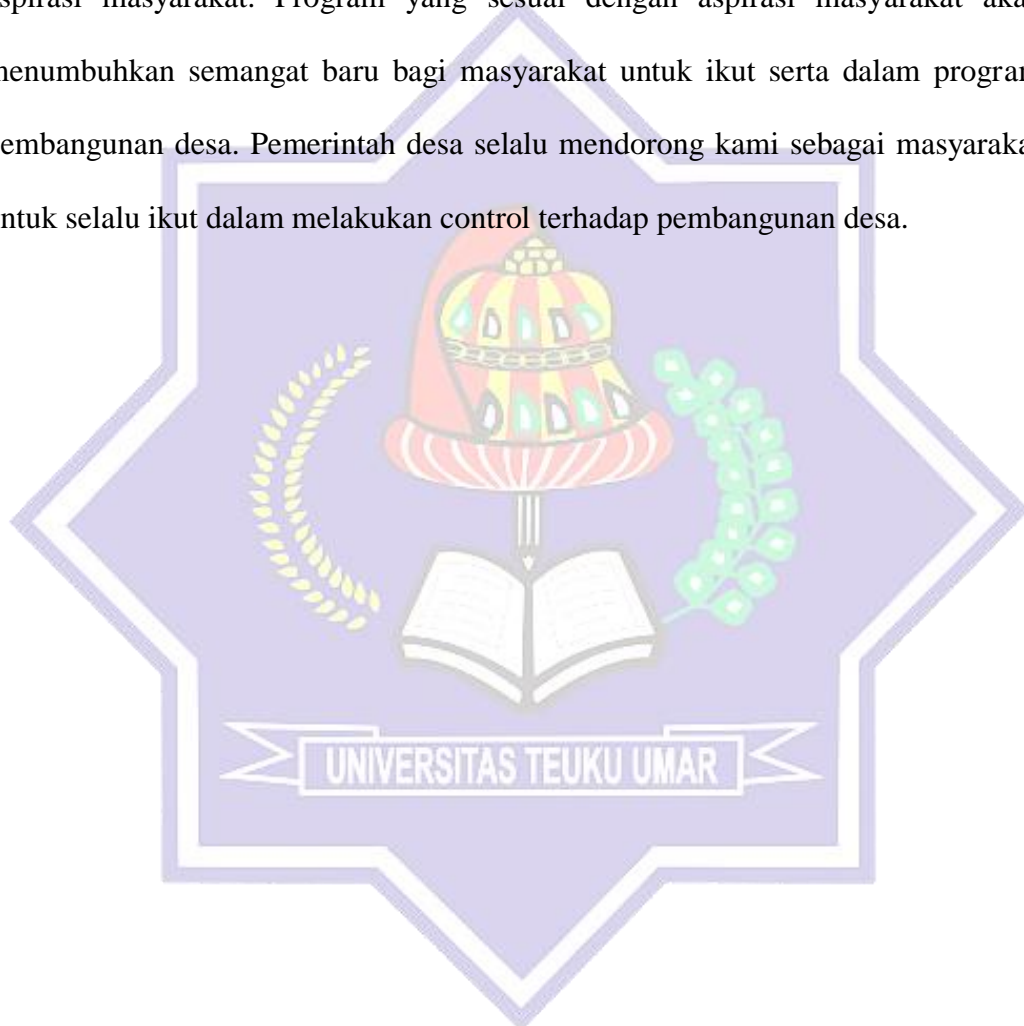 aspirasi masyarakat. Program yang sesuai dengan aspirasi masyarakat aka
menumbuhkan semangat baru bagi masyarakat untuk ikut serta dalam progra
embangunan desa. Pemerintah desa selalu mendorong kami sebagai masyaraka
ntuk selalu ikut dalam melakukan control terhadap pembangunan desa.
UNIVERSITAS TEUKU UMAR